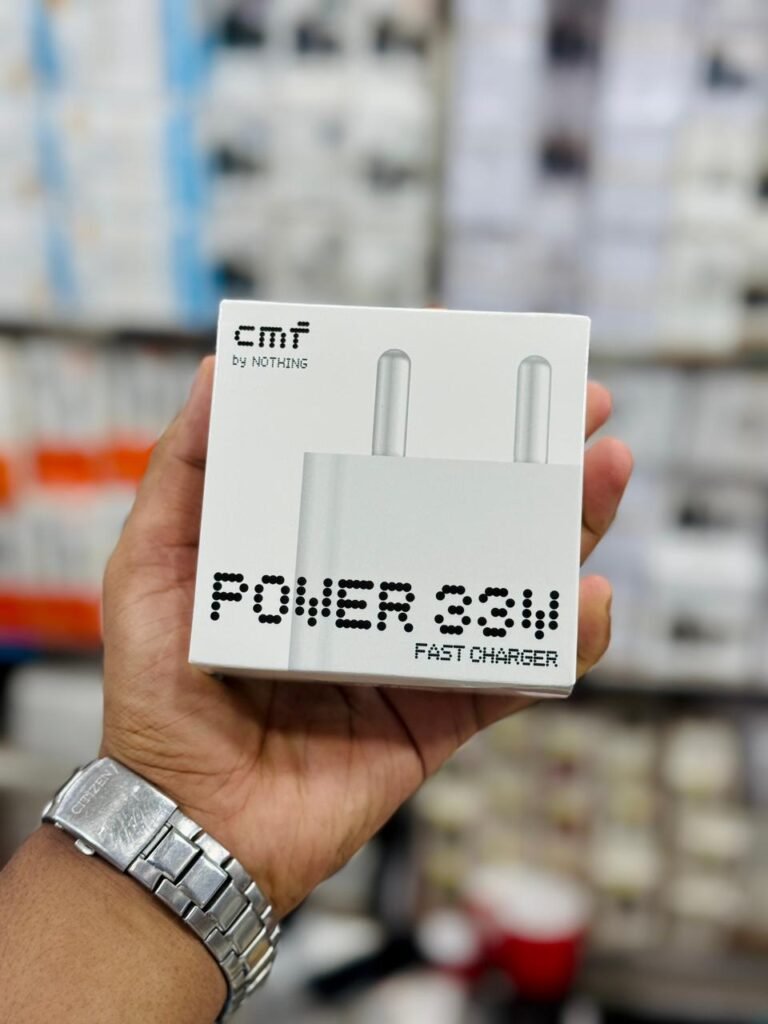 cmf
by NOTHING
POWER 33W
FAST CHARGER
CITIZEN